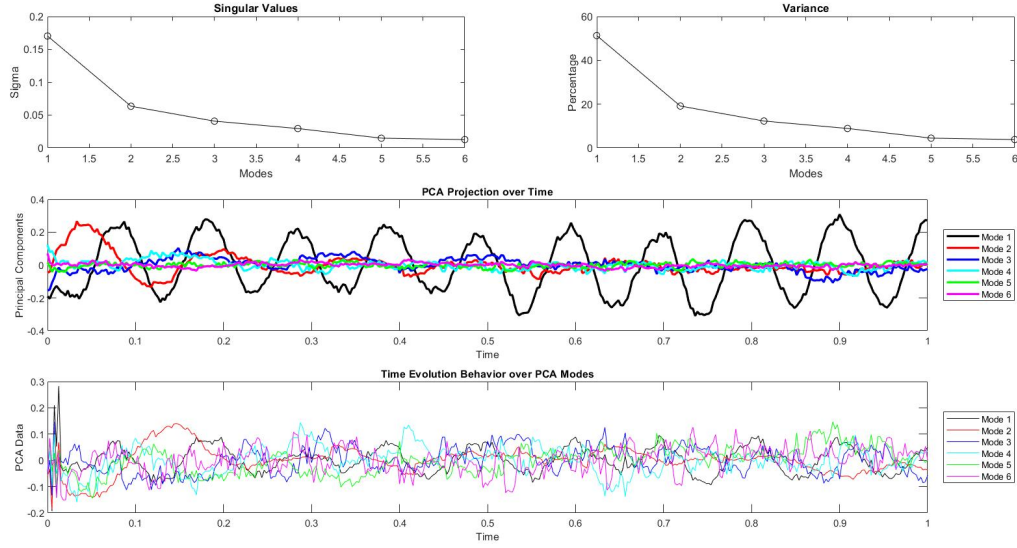 Singular Values
0.2
0.15
0.1
0.05
0
Sigma
1 1.5 2 2.5 3 3.5 4 4.5 5 5.5 6
Modes
Variance
60
40
20
0
Percentage
1 1.5 2 2.5 3 3.5 4 4.5 5 5.5 6
Modes
PCA Projection over Time
0.4
0.2
0
-0.2
-0.4
Principal Components
0 0.1 0.2 0.3 0.4 0.5 0.6 0.7 0.8 0.9 1
Time
Mode 1
Mode 2
Mode 3
Mode 4
Mode 5
Mode 6
Time Evolution Behavior over PCA Modes
0.3
0.2
0.1
0
-0.1
-0.2
PCA Data
0 0.1 0.2 0.3 0.4 0.5 0.6 0.7 0.8 0.9 1
Time
Mode 1
Mode 2
Mode 3
Mode 4
Mode 5
Mode 6